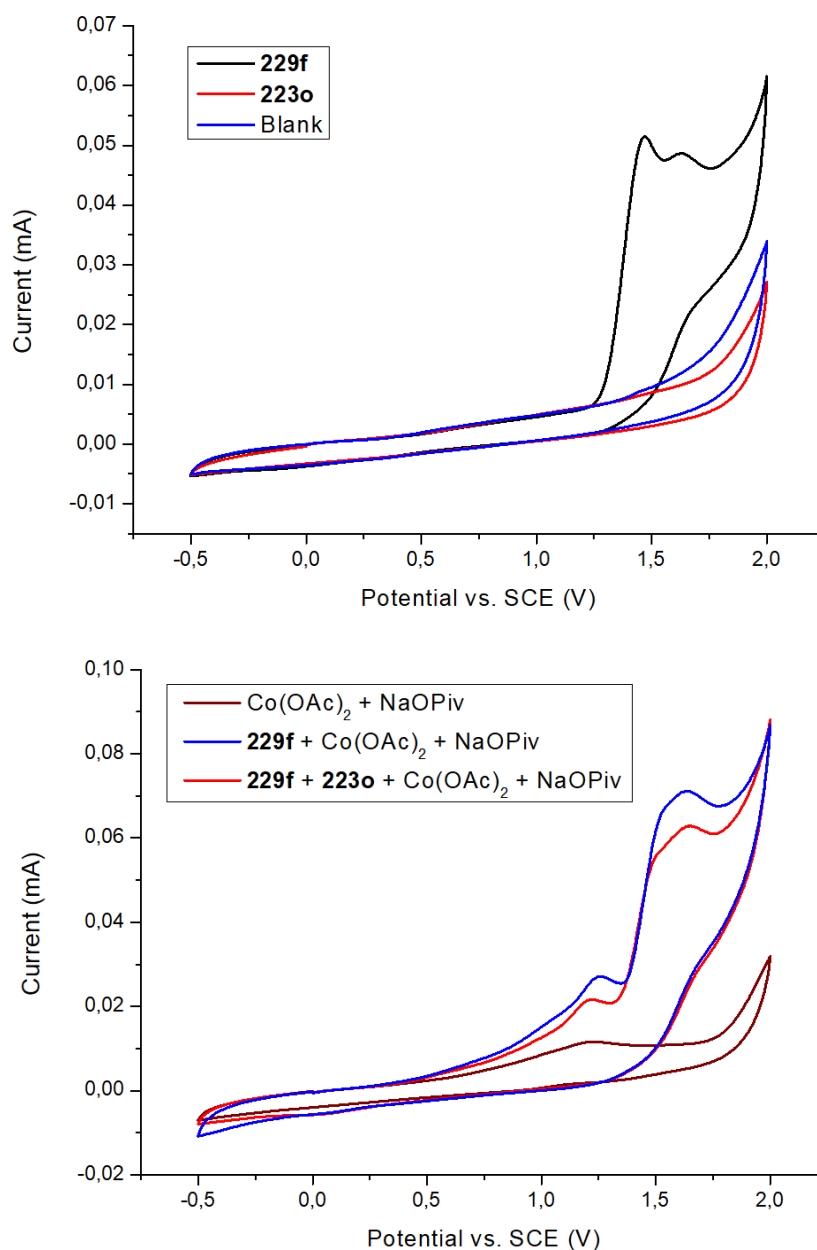 0,07
0,06
0,05
0,04
0,03
0,02
0,01
0,00
-0,01
Current (mA)
229f
223o
Blank
-0,5 0,0 0,5 1,0 1,5 2,0
Potential vs. SCE (V)
0,10
0,08
0,06
0,04
0,02
0,00
-0,02
Current (mA)
Co(OAc)₂ + NaOPiv
229f + Co(OAc)₂ + NaOPiv
229f + 223o + Co(OAc)₂ + NaOPiv
-0,5 0,0 0,5 1,0 1,5 2,0
Potential vs. SCE (V)